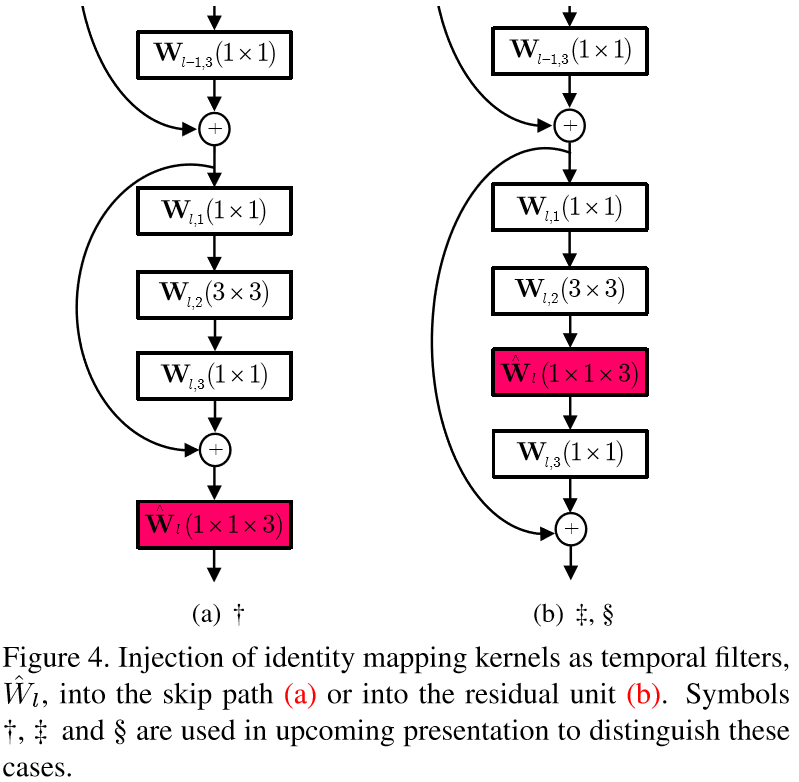 W_{l-1,3}(1×1)
+
W_{l,1}(1×1)
W_{l,2}(3×3)
W_{l,3}(1×1)
+
Ŵ_l(1×1×3)
(a) †
W_{l-1,3}(1×1)
+
W_{l,1}(1×1)
W_{l,2}(3×3)
Ŵ_l(1×1×3)
W_{l,3}(1×1)
+
(b) ‡, §
Figure 4. Injection of identity mapping kernels as temporal filters,
Ŵ_l, into the skip path (a) or into the residual unit (b). Symbols
†, ‡ and § are used in upcoming presentation to distinguish these
cases.